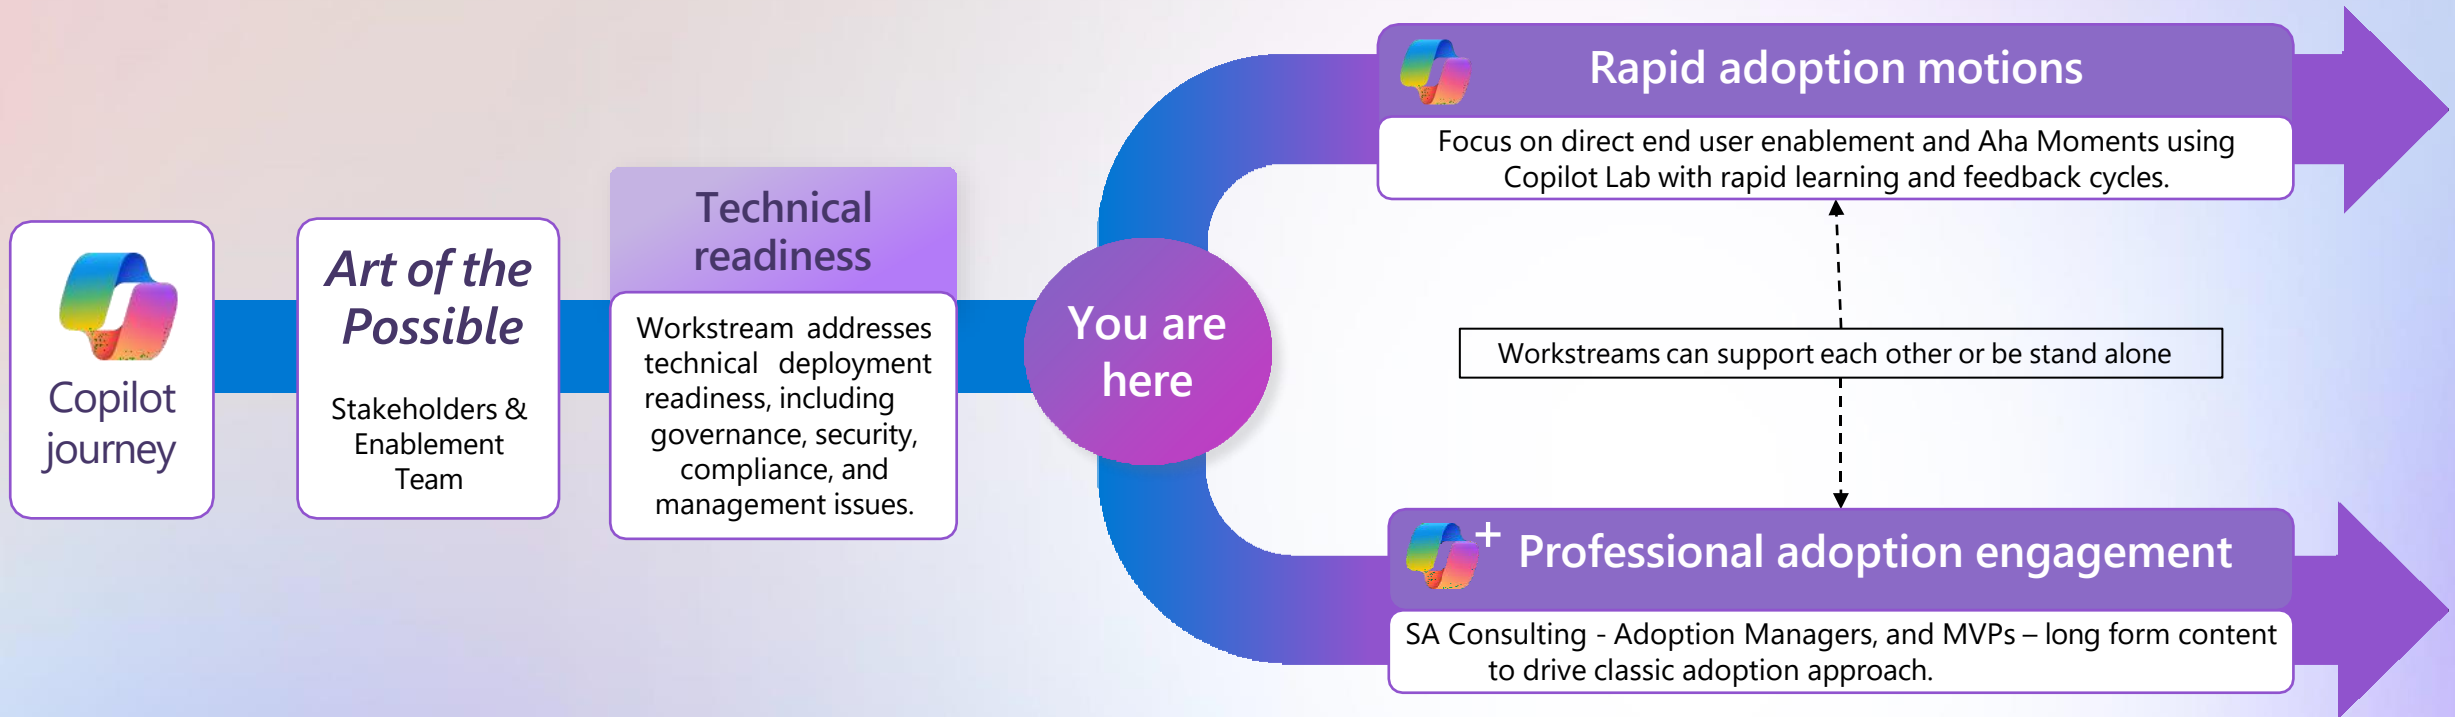 Copilot
journey
Art of the
Possible
Stakeholders &
Enablement
Team
Technical
readiness
Workstream addresses
technical deployment
readiness, including
governance, security,
compliance, and
management issues.
You are
here
Rapid adoption motions
Focus on direct end user enablement and Aha Moments using
Copilot Lab with rapid learning and feedback cycles.
Workstreams can support each other or be stand alone
+ Professional adoption engagement
SA Consulting - Adoption Managers, and MVPs – long form content
to drive classic adoption approach.